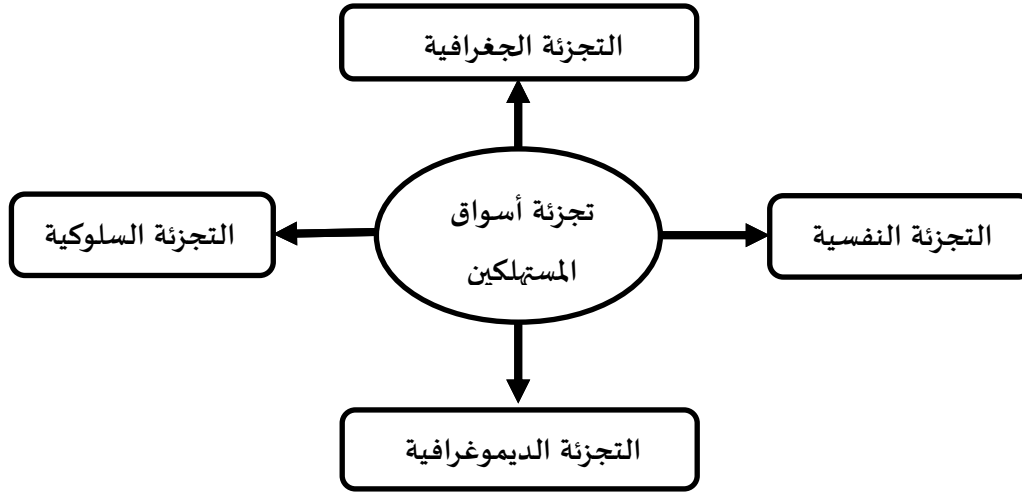 التجزئة الجغرافية
تجزئة أسواق
المستهلكين
التجزئة النفسية
التجزئة السلوكية
التجزئة الديموغرافية